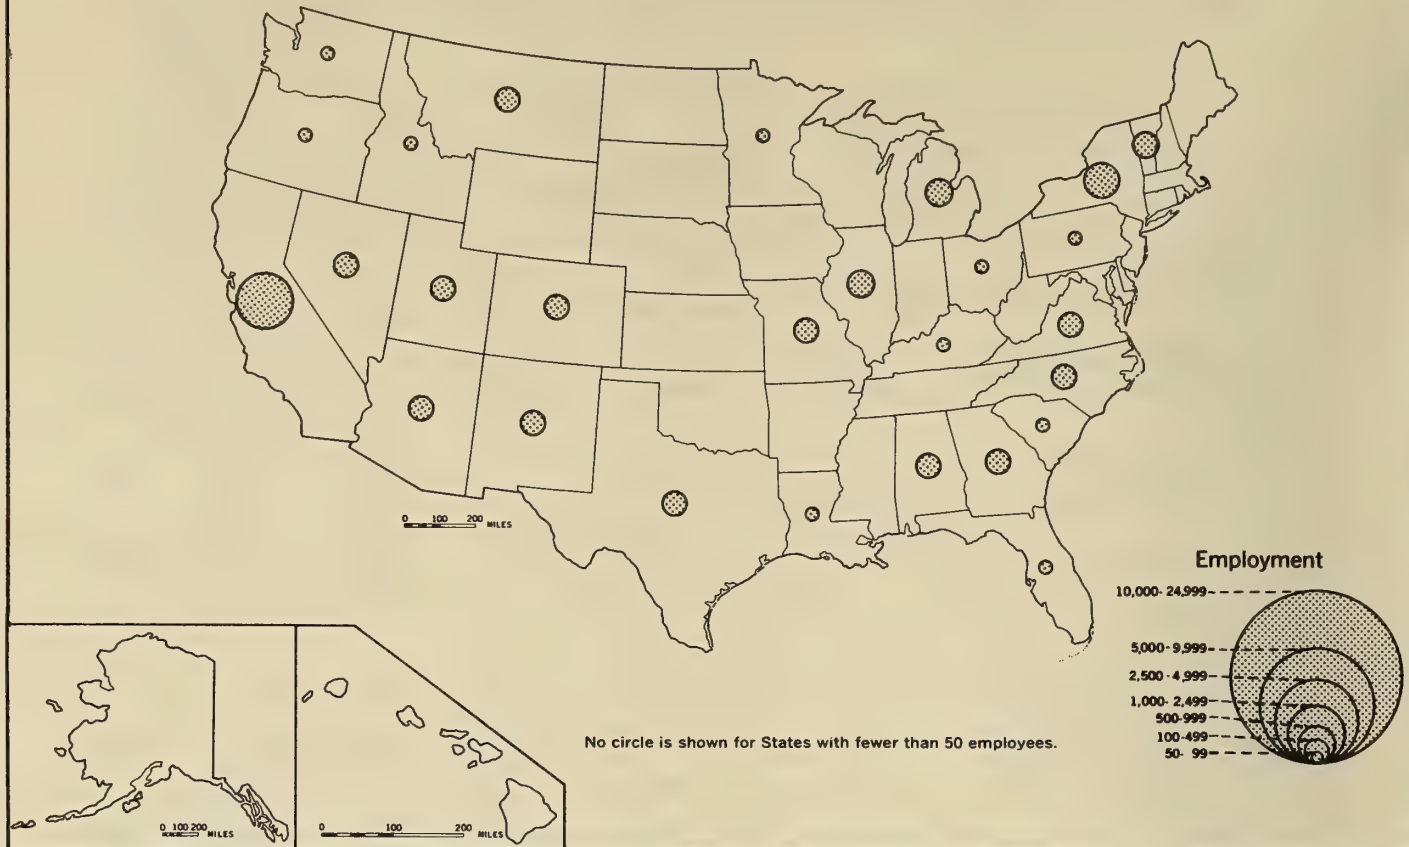 0 100 200 MILES
Employment
10,000- 24,999
5,000-9,999
2,500-4,999
1,000- 2,499
500-999
100-499
50- 99
No circle is shown for States with fewer than 50 employees.
0 100 200 MILES
0 100 200 MILES